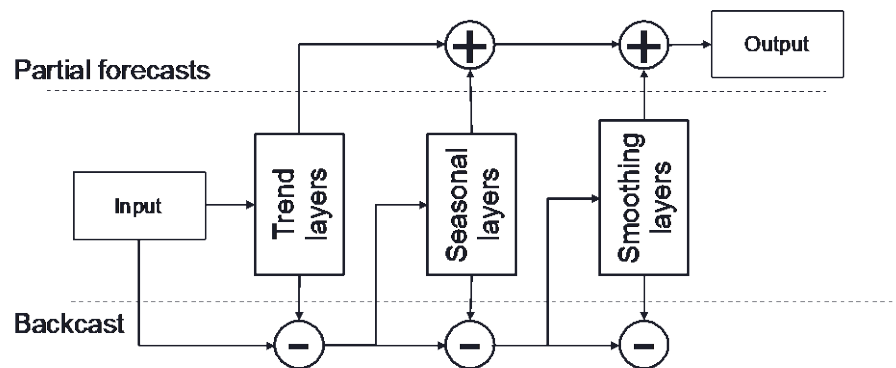 +
+
Output
Partial forecasts
Input
Trend
layers
Seasonal
layers
Smoothing
layers
Backcast
-
-
-